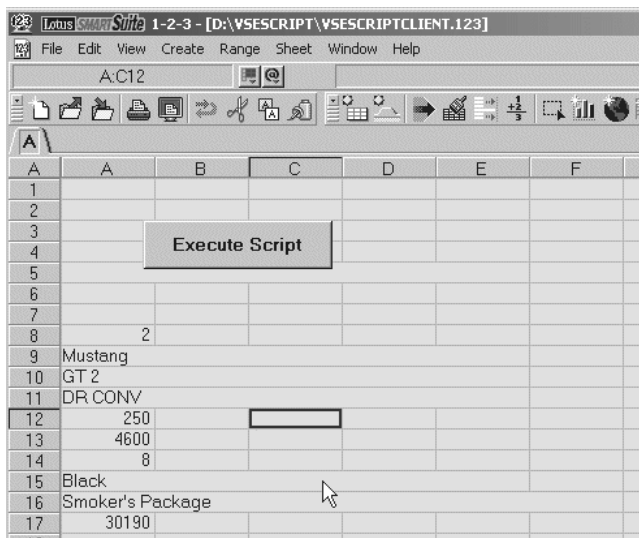 Lotus SMARTSuite 1-2-3 - [D:\VSESCRIPT\VSESCRIPTCLIENT.123]
File Edit View Create Range Sheet Window Help
A:C12
A
A A B C D E F
1
2
3
Execute Script
4
5
6
7
8 2
9 Mustang
10 GT 2
11 DR CONV
12 250
13 4600
14 8
15 Black
16 Smoker's Package
17 30190